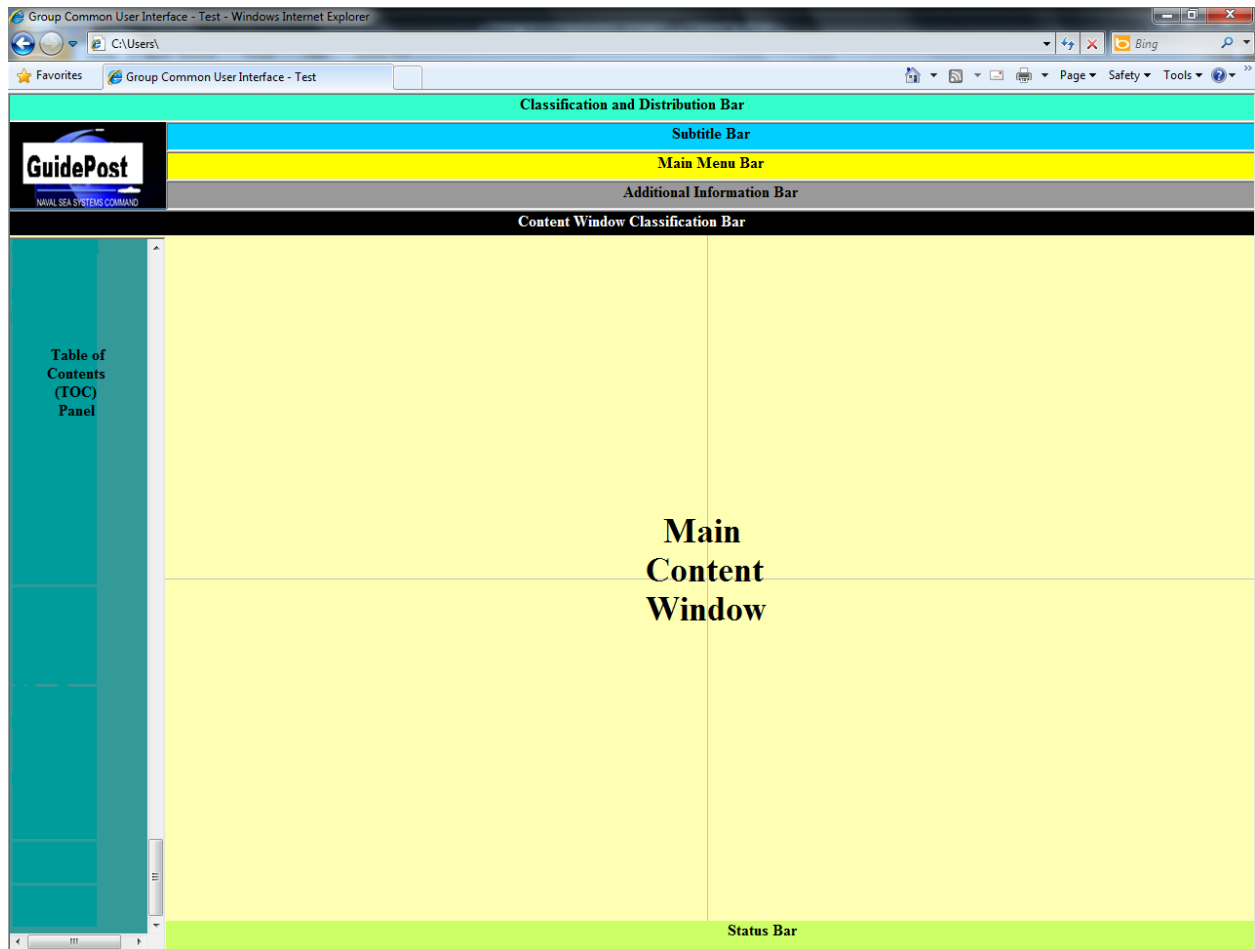 Group Common User Interface - Test - Windows Internet Explorer
C:\Users\
Bing
Favorites
Group Common User Interface - Test
Page
Safety
Tools
Classification and Distribution Bar
GuidePost
NAVAL SEA SYSTEMS COMMAND
Subtitle Bar
Main Menu Bar
Additional Information Bar
Content Window Classification Bar
Table of
Contents
(TOC)
Panel
Main
Content
Window
Status Bar